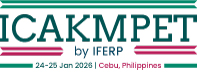 ICAKMPET
by IFERP
24-25 Jan 2026 | Cebu, Philippines